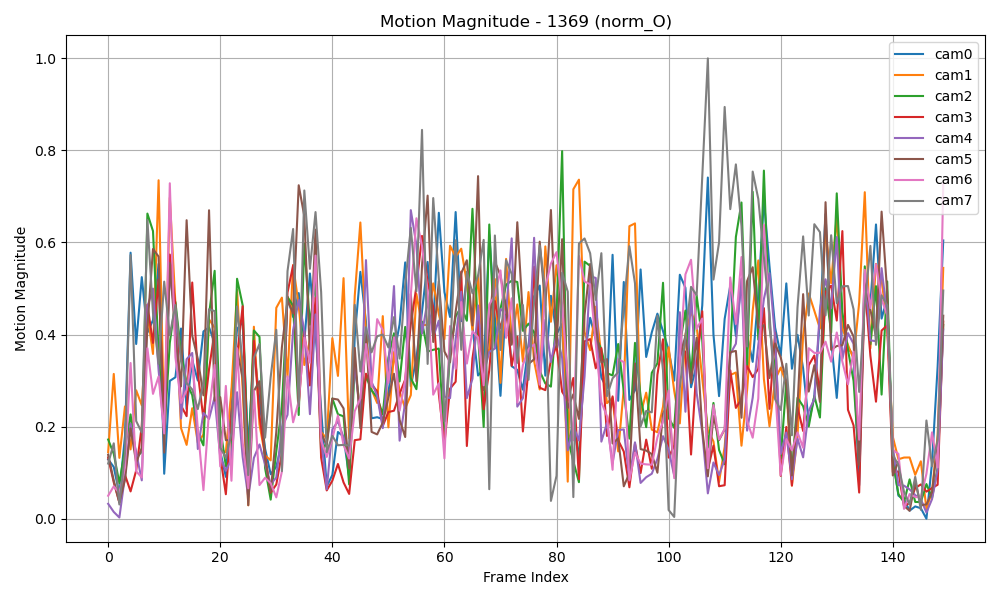 Motion Magnitude - 1369 (norm_O)
Motion Magnitude
1.0
0.8
0.6
0.4
0.2
0.0
0 20 40 60 80 100 120 140
Frame Index
cam0
cam1
cam2
cam3
cam4
cam5
cam6
cam7